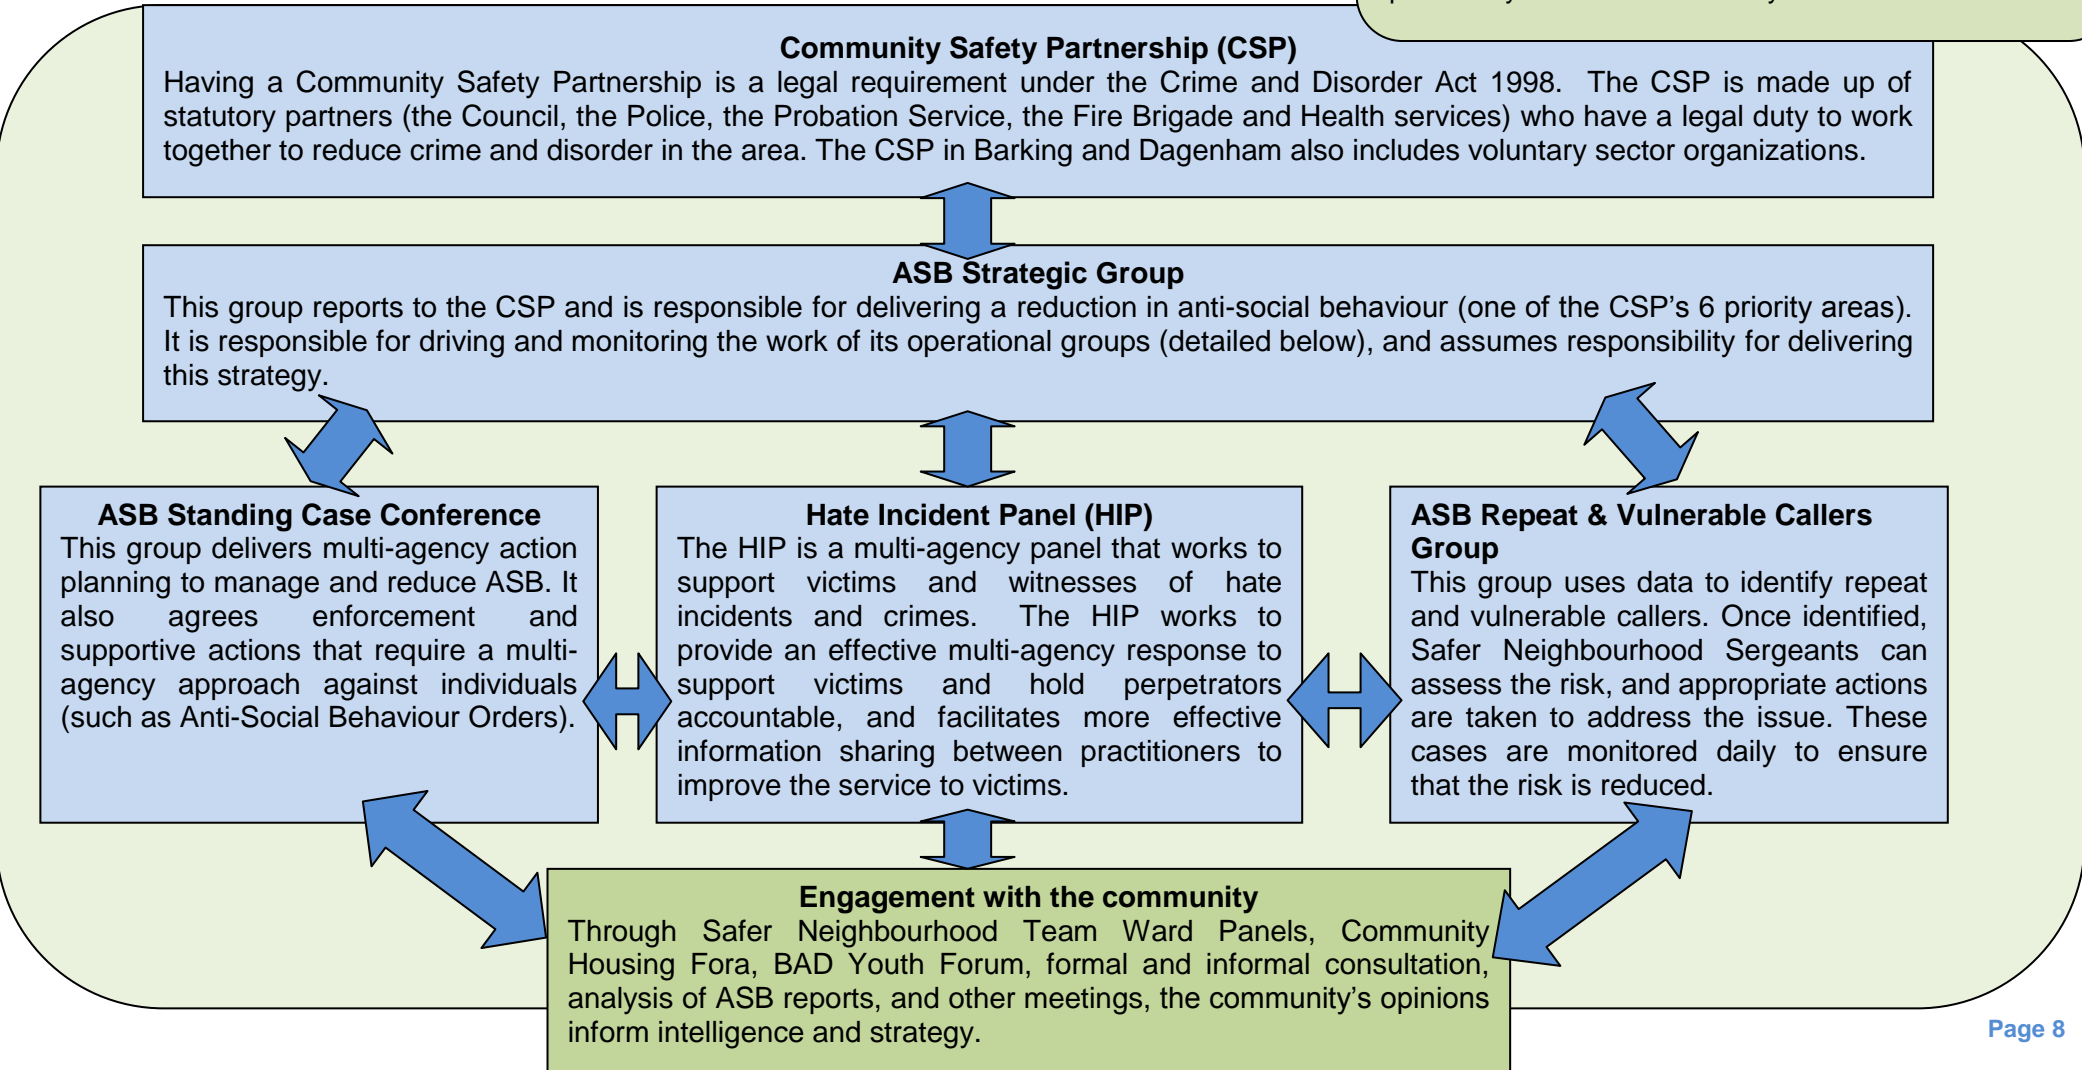 Community Safety Partnership (CSP)
Having a Community Safety Partnership is a legal requirement under the Crime and Disorder Act 1998. The CSP is made up of
statutory partners (the Council, the Police, the Probation Service, the Fire Brigade and Health services) who have a legal duty to work
together to reduce crime and disorder in the area. The CSP in Barking and Dagenham also includes voluntary sector organizations.
ASB Strategic Group
This group reports to the CSP and is responsible for delivering a reduction in anti-social behaviour (one of the CSP's 6 priority areas).
It is responsible for driving and monitoring the work of its operational groups (detailed below), and assumes responsibility for delivering
this strategy.
ASB Standing Case Conference
This group delivers multi-agency action
planning to manage and reduce ASB. It
also agrees enforcement and
supportive actions that require a multi-
agency approach against individuals
(such as Anti-Social Behaviour Orders).
Hate Incident Panel (HIP)
The HIP is a multi-agency panel that works to
support victims and witnesses of hate
incidents and crimes. The HIP works to
provide an effective multi-agency response to
support victims and hold perpetrators
accountable, and facilitates more effective
information sharing between practitioners to
improve the service to victims.
ASB Repeat & Vulnerable Callers
Group
This group uses data to identify repeat
and vulnerable callers. Once identified,
Safer Neighbourhood Sergeants can
assess the risk, and appropriate actions
are taken to address the issue. These
cases are monitored daily to ensure
that the risk is reduced.
Engagement with the community
Through Safer Neighbourhood Team Ward Panels, Community
Housing Fora, BAD Youth Forum, formal and informal consultation,
analysis of ASB reports, and other meetings, the community's opinions
inform intelligence and strategy.
Page 8